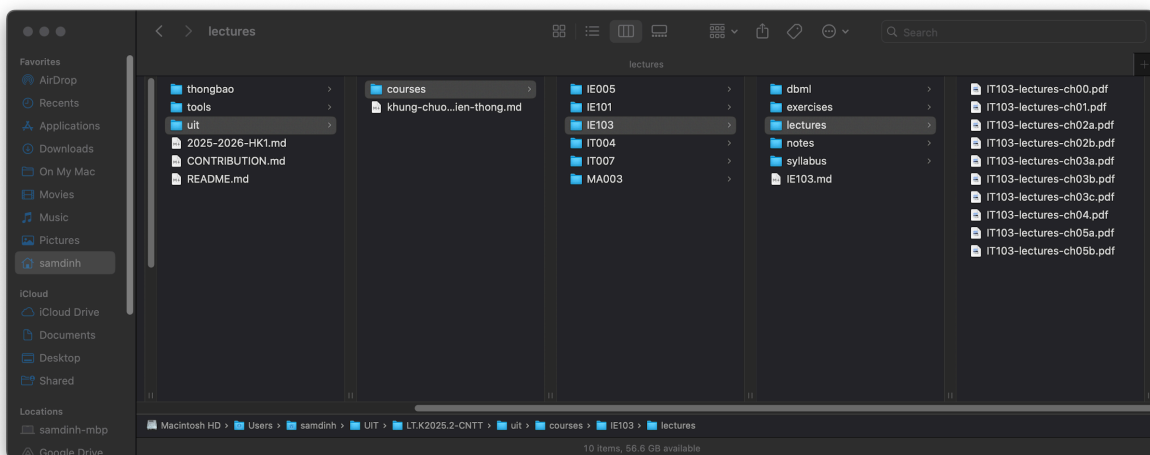 lectures
Search
lectures
Favorites
AirDrop
Recents
Applications
Downloads
On My Mac
Movies
Music
Pictures
samdinh
iCloud
iCloud Drive
Documents
Desktop
Shared
Locations
samdinh-mbp
Google Drive
thongbao
tools
uit
2025-2026-HK1.md
CONTRIBUTION.md
README.md
courses
khung-chuo...ien-thong.md
IE005
IE101
IE103
IT004
IT007
MA003
dbml
exercises
lectures
notes
syllabus
IE103.md
IT103-lectures-ch00.pdf
IT103-lectures-ch01.pdf
IT103-lectures-ch02a.pdf
IT103-lectures-ch02b.pdf
IT103-lectures-ch03a.pdf
IT103-lectures-ch03b.pdf
IT103-lectures-ch03c.pdf
IT103-lectures-ch04.pdf
IT103-lectures-ch05a.pdf
IT103-lectures-ch05b.pdf
Macintosh HD › Users › samdinh › UIT › LT.K2025.2-CNTT › uit › courses › IE103 › lectures
10 items, 56.6 GB available